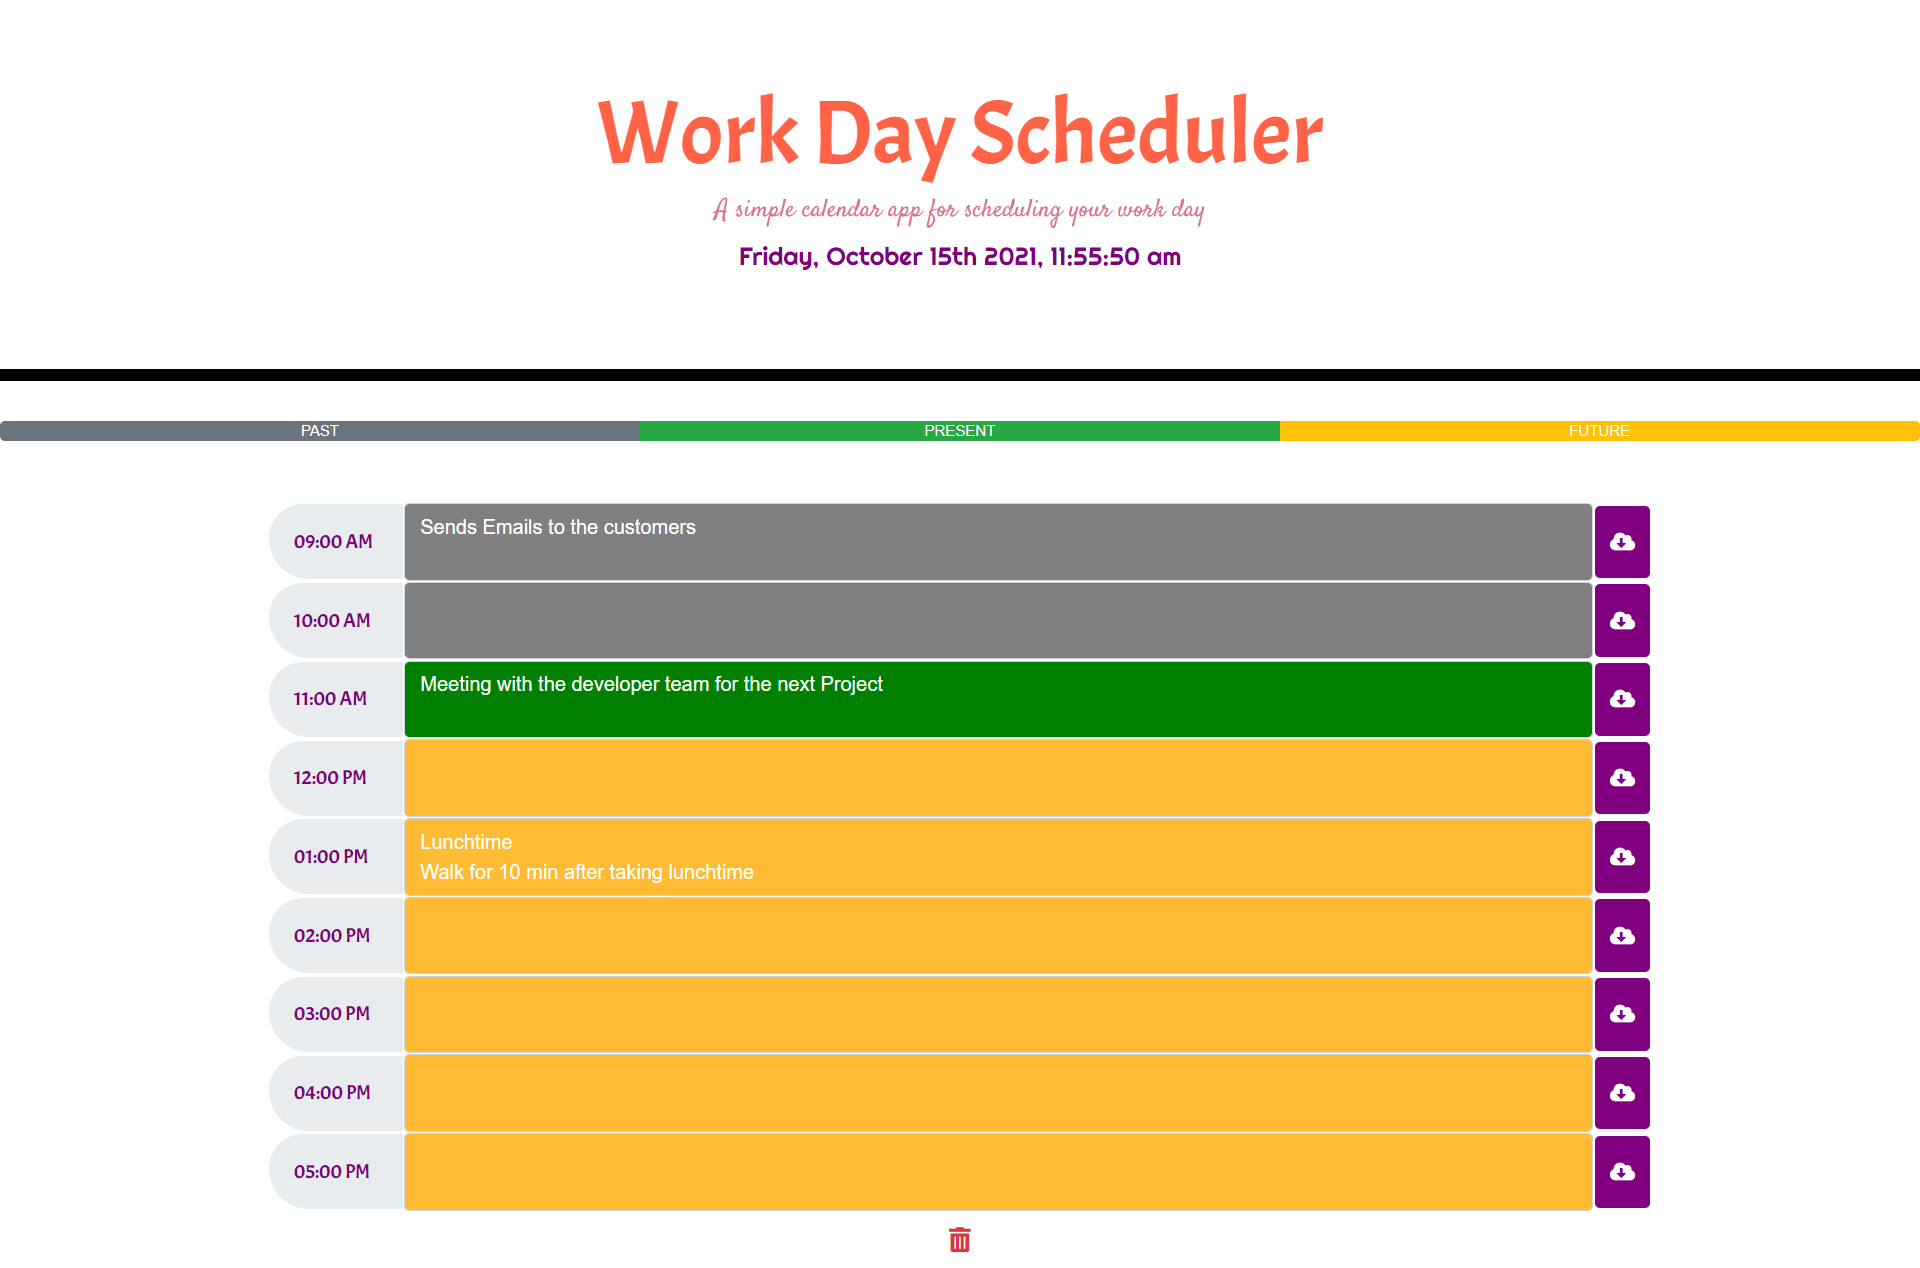 Work Day Scheduler
A simple calendar app for scheduling your work day
Friday, October 15th 2021, 11:55:50 am
PAST PRESENT FUTURE
09:00 AM Sends Emails to the customers
10:00 AM
11:00 AM Meeting with the developer team for the next Project
12:00 PM
01:00 PM Lunchtime
Walk for 10 min after taking lunchtime
02:00 PM
03:00 PM
04:00 PM
05:00 PM